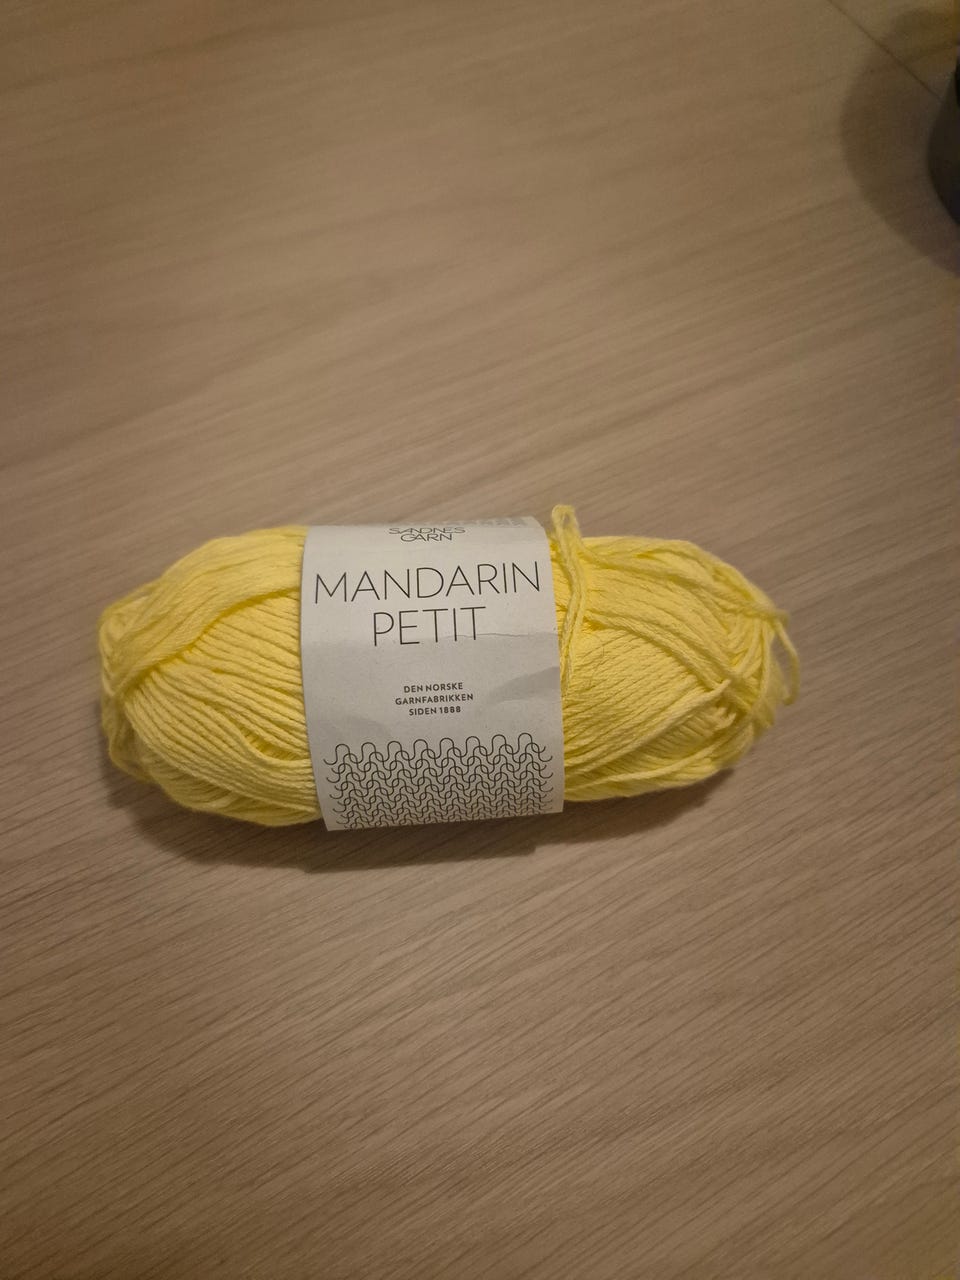 SANDNES
GARN
MANDARIN
PETIT
DEN NORSKE
GARNFABRIKKEN
SIDEN 1888